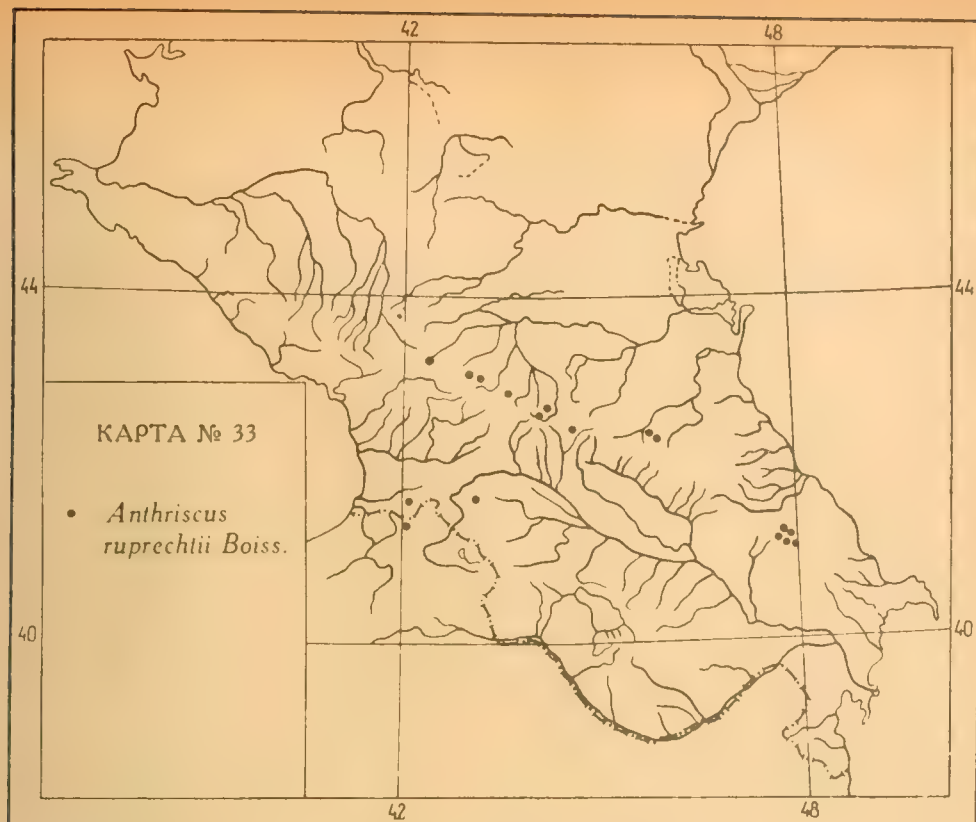 42 48
44 44
КАРТА № 33
• Anthriscus
ruprechtii Boiss.
40 40
42 48